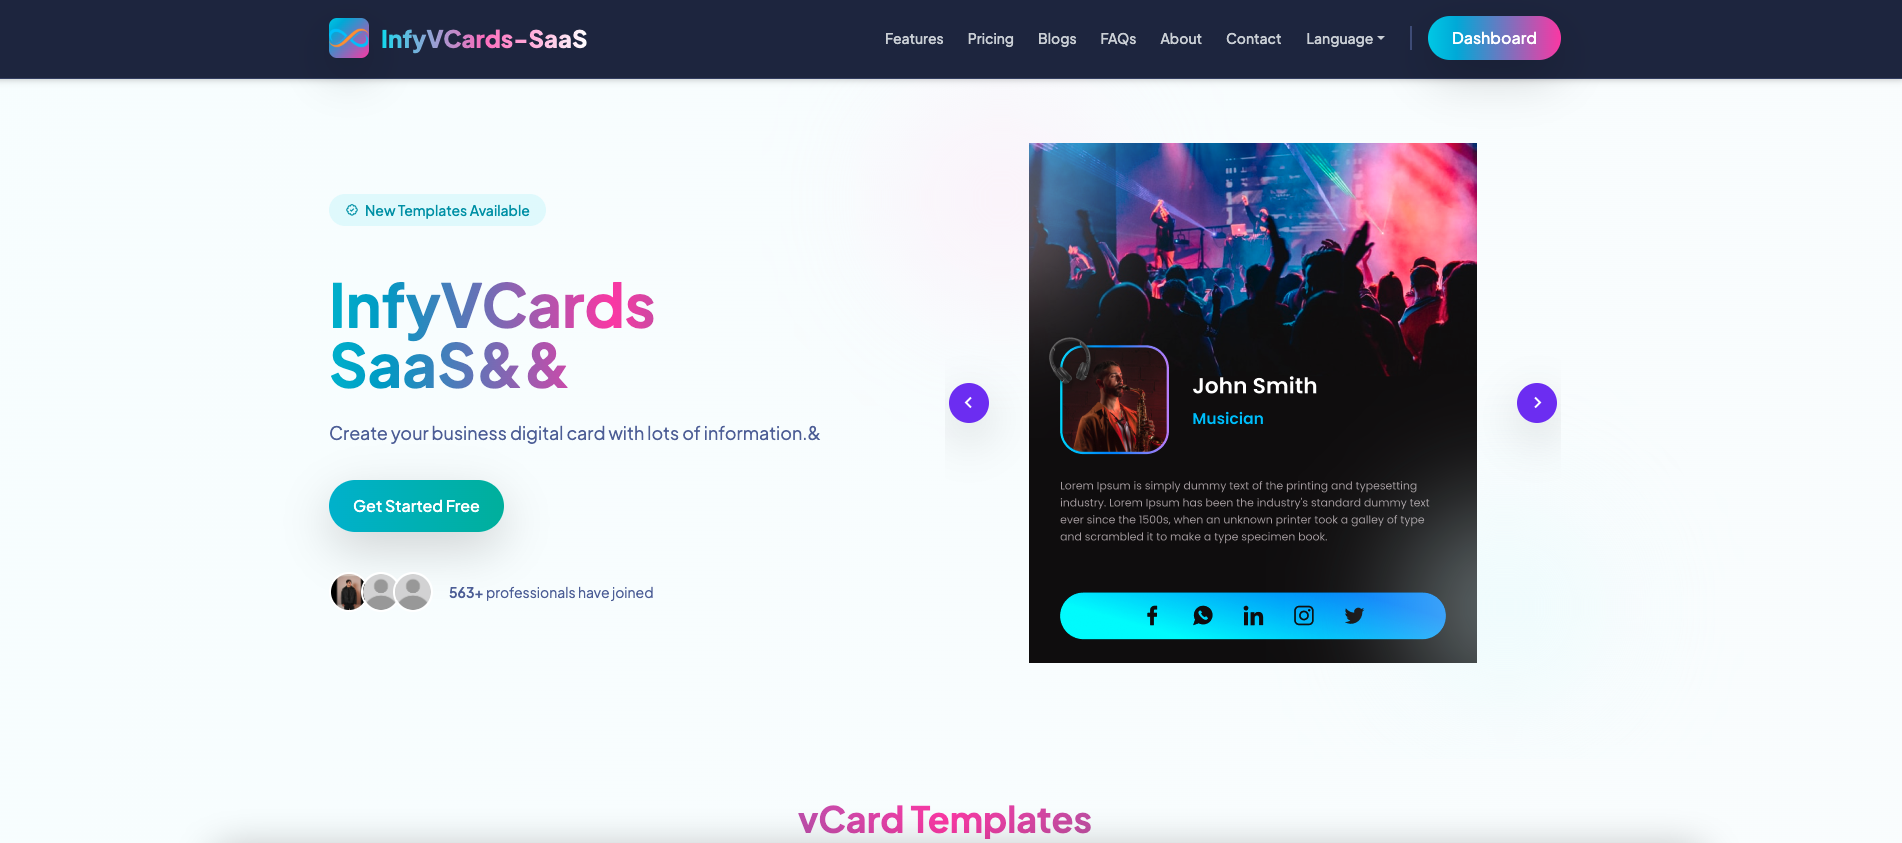 InfyVCards-SaaS
Features
Pricing
Blogs
FAQs
About
Contact
Language
Dashboard
New Templates Available
InfyVCards
SaaS&&
Create your business digital card with lots of information.&
Get Started Free
563+ professionals have joined
John Smith
Musician
Lorem Ipsum is simply dummy text of the printing and typesetting
industry. Lorem Ipsum has been the industry's standard dummy text
ever since the 1500s, when an unknown printer took a galley of type
and scrambled it to make a type specimen book.
vCard Templates